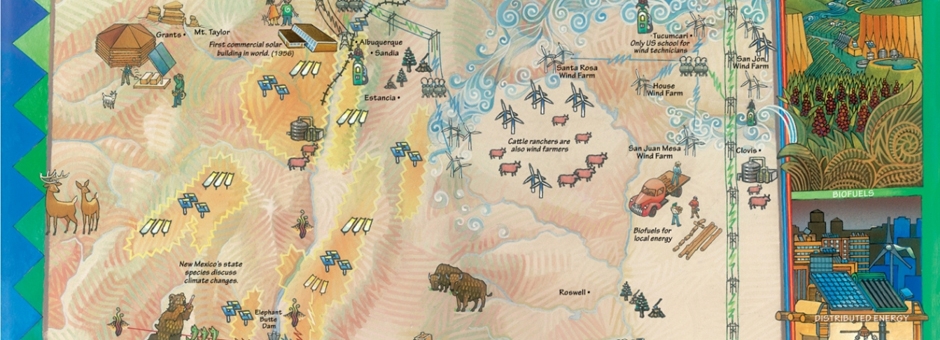 Grants •
Mt. Taylor
First commercial solar
building in world. (1956)
• Albuquerque
• Sandia
Estancia •
Santa Rosa
Wind Farm
Tucumcari •
Only US school for
wind technicians
San Jon
Wind Farm
House
Wind Farm
Cattle ranchers are
also wind farmers
San Juan Mesa
Wind Farm
Clovis •
Biofuels for
local energy
BIOFUELS
New Mexico's state
species discuss
climate changes.
Elephant
Butte
Dam
Roswell •
DISTRIBUTED ENERGY